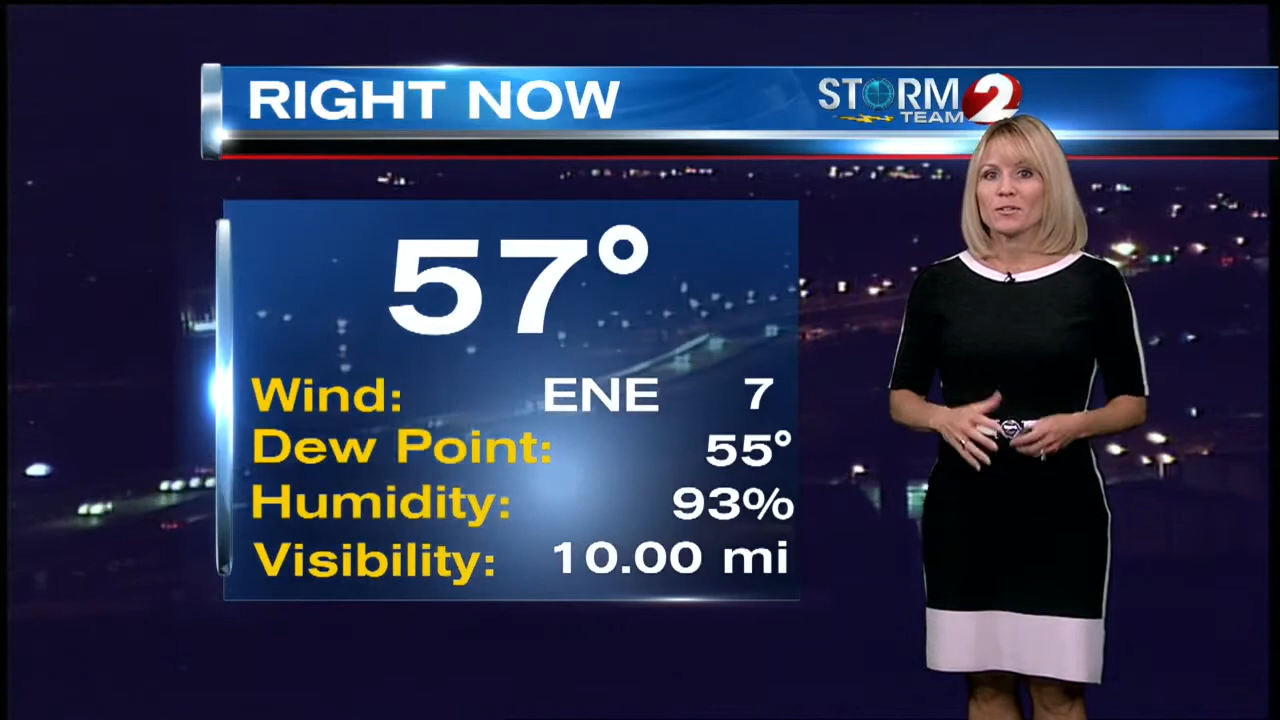 RIGHT NOW
STORM
TEAM 2
57°
Wind: ENE 7
Dew Point: 55°
Humidity: 93%
Visibility: 10.00 mi